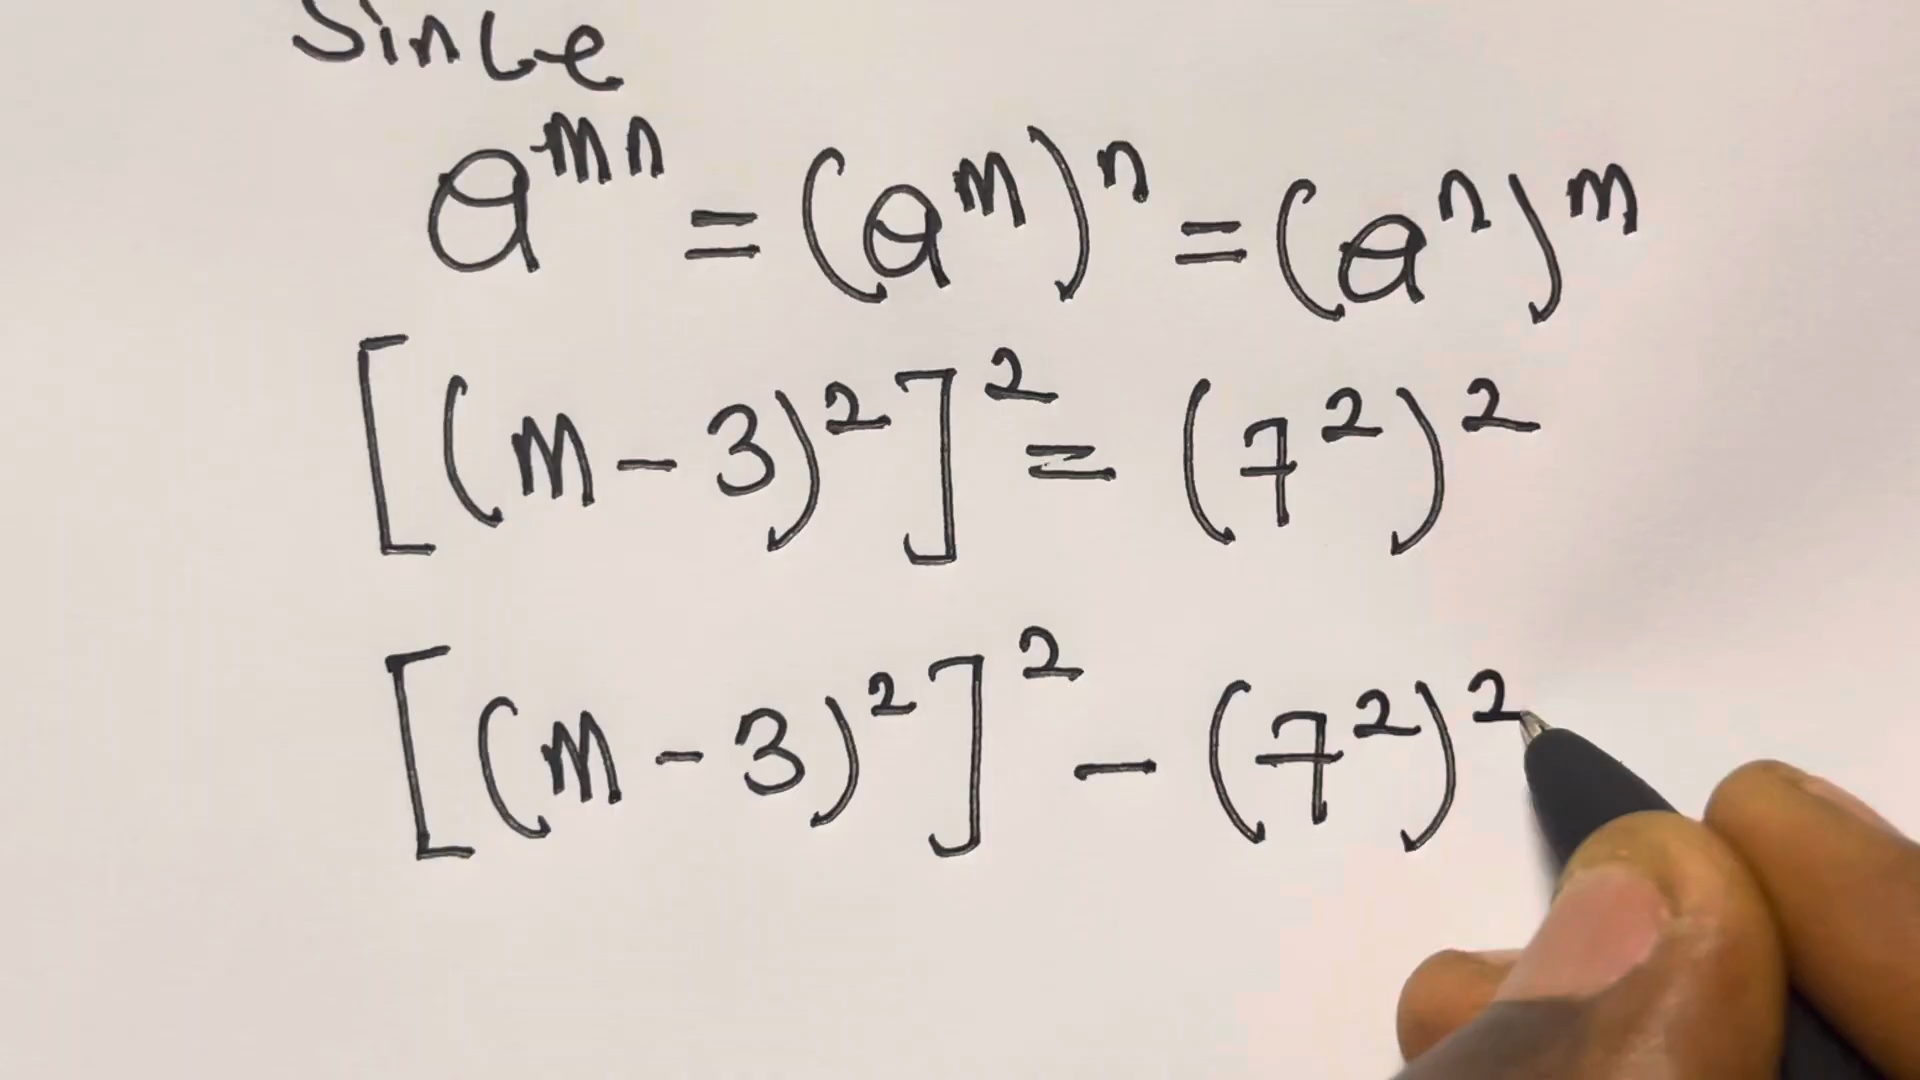 Since
a^{mn} = (a^m)^n = (a^n)^m
[(m-3)^2]^2 = (7^2)^2
[(m-3)^2]^2 - (7^2)^2